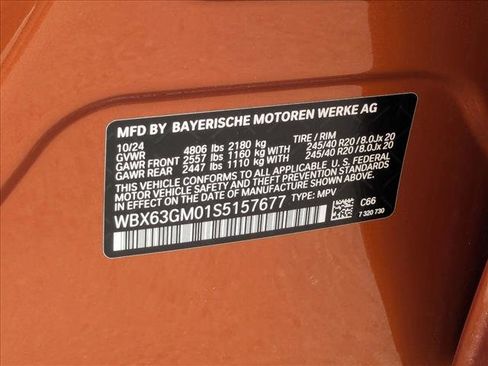 MFD BY BAYERISCHE MOTOREN WERKE AG
10/24 TIRE / RIM
GVWR 4806 lbs 2180 kg
GAWR FRONT 2557 lbs 1160 kg 245/40 R20 / 8.0Jx 20
GAWR REAR 2447 lbs 1110 kg 245/40 R20 / 8.0Jx 20
THIS VEHICLE CONFORMS TO ALL APPLICABLE U. S. FEDERAL
MOTOR VEHICLE SAFETY, BUMPER, AND THEFT PREVENTION STANDARDS
IN EFFECT ON THE DATE OF MANUFACTURE SHOWN ABOVE.
WBX63GM01S5157677 TYPE: MPV
C66
7 320 730